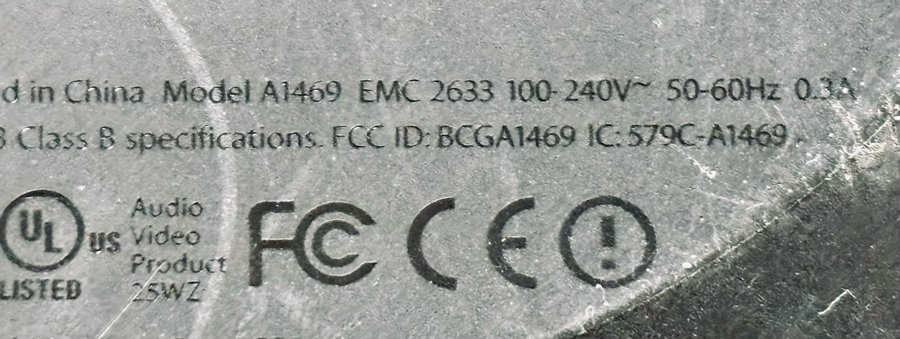 d in China Model A1469 EMC 2633 100-240V~ 50-60Hz 0.3A
B Class B specifications. FCC ID: BCGA1469 IC: 579C-A1469
UL US LISTED
Audio
Video
Product
25WZ
FC CE